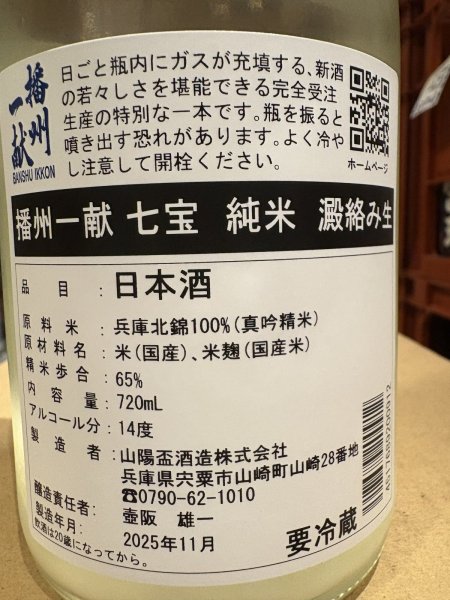 日ごと瓶内にガスが充填する、新酒
の若々しさを堪能できる完全受注
生産の特別な一本です。瓶を振ると
噴き出す恐れがあります。よく冷や
し注意して開栓ください。
播州
一献
BANSHU IKKON
ホームページ
播州一献 七宝 純米 澱絡み生
品目:日本酒
原料米:兵庫北錦100%(真吟精米)
原材料名:米(国産)、米麹(国産米)
精米歩合:65%
内容量:720mL
アルコール分:14度
製造者:山陽盃酒造株式会社
兵庫県宍粟市山崎町山崎28番地
☎0790-62-1010
醸造責任者:壺阪 雄一
製造年月:2025年11月
飲酒は20歳になってから。
要冷蔵